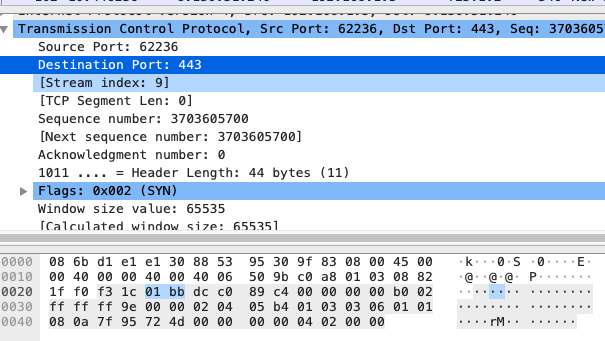 Transmission Control Protocol, Src Port: 62236, Dst Port: 443, Seq: 3703605
Source Port: 62236
Destination Port: 443
[Stream index: 9]
[TCP Segment Len: 0]
Sequence number: 3703605700
[Next sequence number: 3703605700]
Acknowledgment number: 0
1011 .... = Header Length: 44 bytes (11)
Flags: 0x002 (SYN)
Window size value: 65535
[Calculated window size: 65535]
0000 08 6b d1 e1 e1 30 88 53 95 30 9f 83 08 00 45 00 ·k···0·S ·0····E·
0010 00 40 00 00 40 00 40 06 50 9b c0 a8 01 03 08 82 ·@··@·@· P·······
0020 1f f0 f3 1c 01 bb dc c0 89 c4 00 00 00 00 b0 02 ········ ········
0030 ff ff ff 9e 00 00 02 04 05 b4 01 03 03 06 01 01 ········ ········
0040 08 0a 7f 95 72 4d 00 00 00 00 04 02 00 00 ····rM·· ······